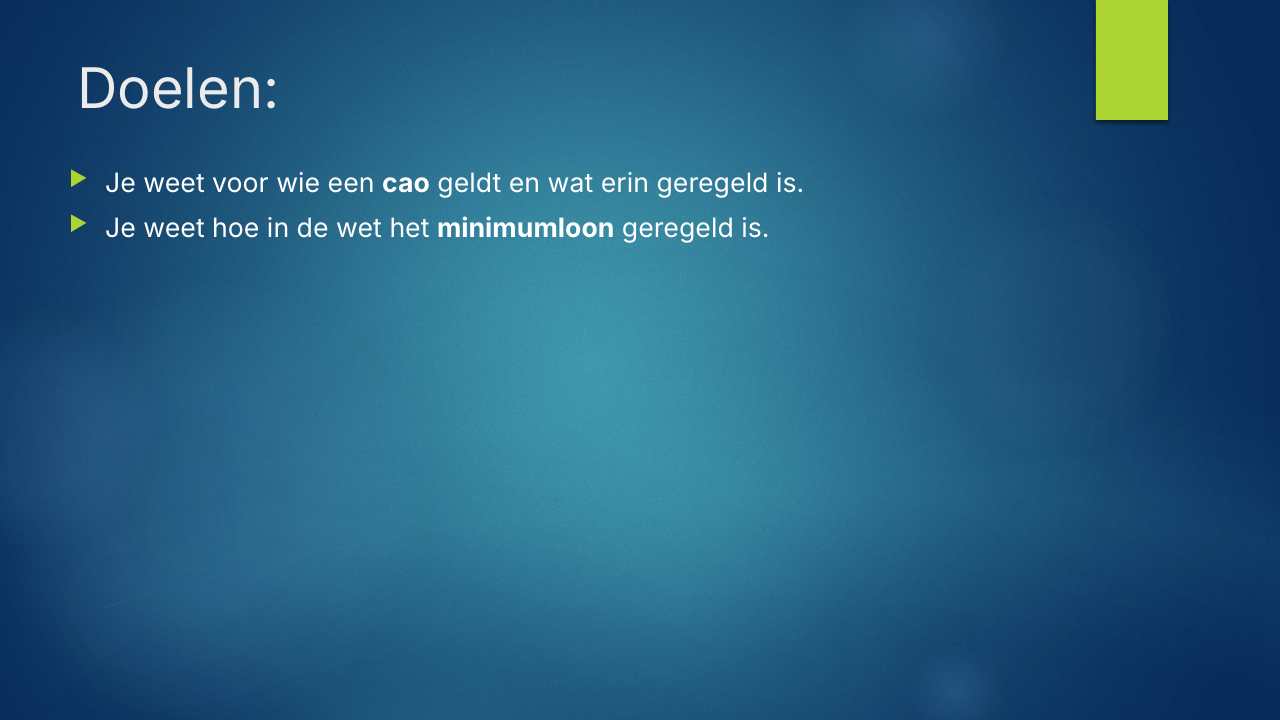 Doelen:
Je weet voor wie een cao geldt en wat erin geregeld is.
Je weet hoe in de wet het minimumloon geregeld is.